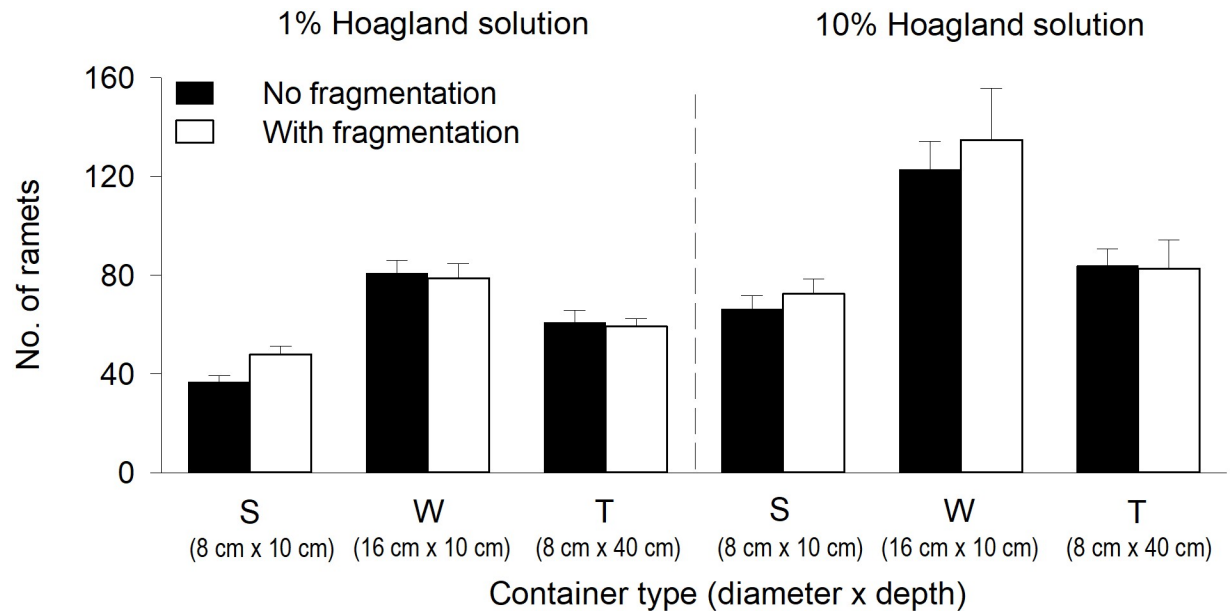 1% Hoagland solution
10% Hoagland solution
No fragmentation
With fragmentation
No. of ramets
160
120
80
40
0
S
W
T
S
W
T
(8 cm x 10 cm)
(16 cm x 10 cm)
(8 cm x 40 cm)
(8 cm x 10 cm)
(16 cm x 10 cm)
(8 cm x 40 cm)
Container type (diameter x depth)